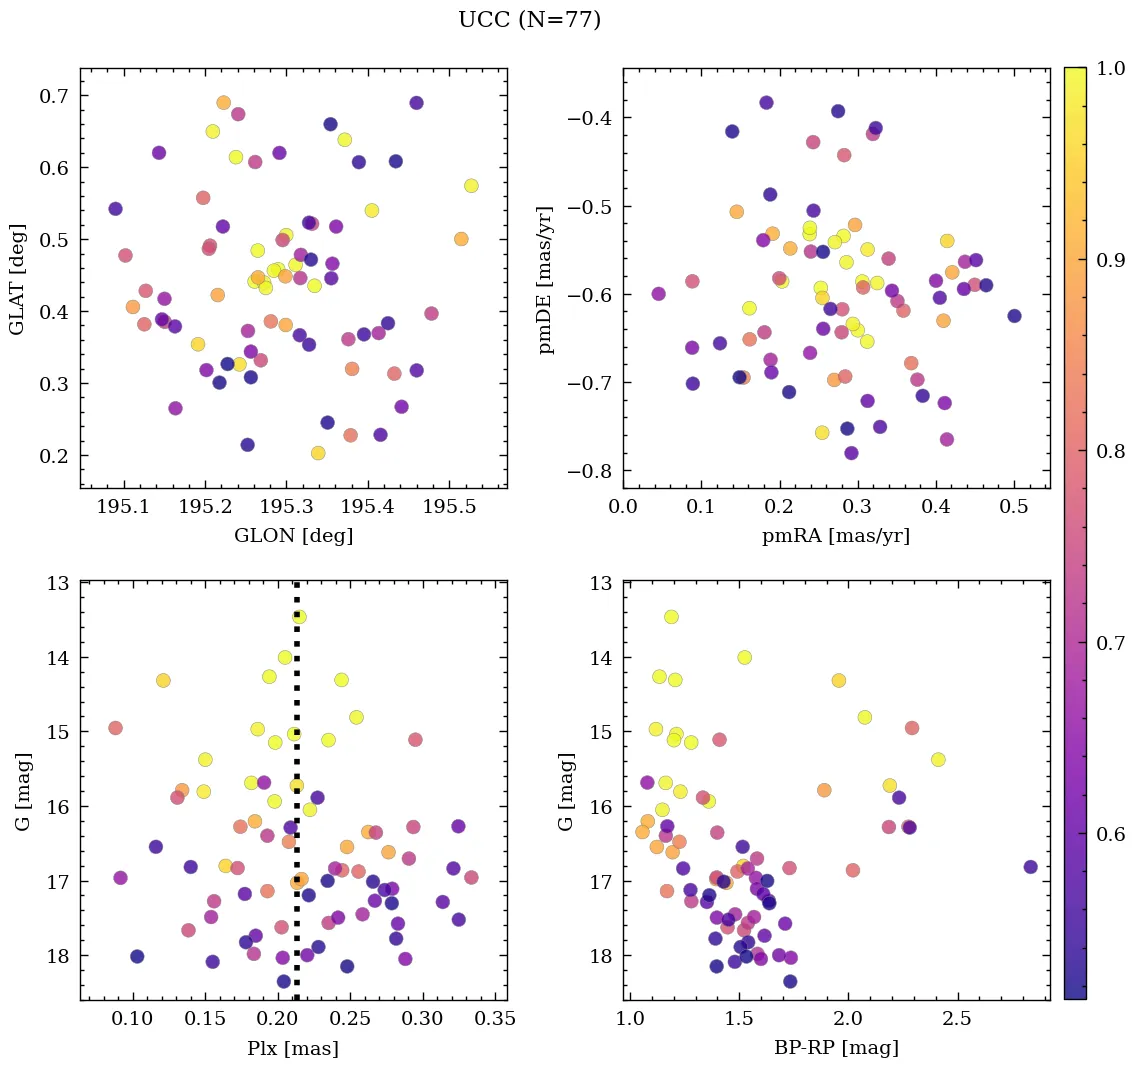 UCC (N=77)
0.7
0.6
0.5
0.4
0.3
0.2
GLAT [deg]
195.1 195.2 195.3 195.4 195.5
GLON [deg]
−0.4
−0.5
−0.6
−0.7
−0.8
pmDE [mas/yr]
0.0 0.1 0.2 0.3 0.4 0.5
pmRA [mas/yr]
1.0
0.9
0.8
0.7
0.6
13
14
15
16
17
18
G [mag]
0.10 0.15 0.20 0.25 0.30 0.35
Plx [mas]
13
14
15
16
17
18
G [mag]
1.0 1.5 2.0 2.5
BP-RP [mag]